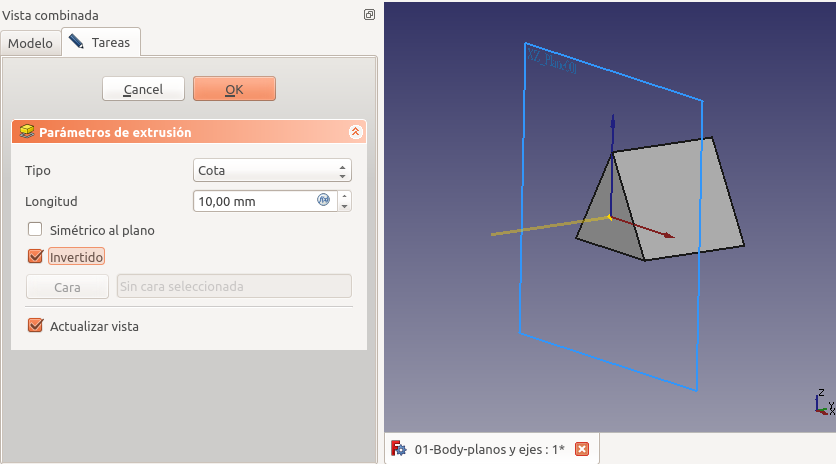 Vista combinada
Modelo
Tareas
Cancel
OK
Parámetros de extrusión
Tipo
Cota
Longitud
10,00 mm
Simétrico al plano
Invertido
Cara
Sin cara seleccionada
Actualizar vista
XZ_Plane
Z
Y
X
01-Body-planos y ejes : 1*